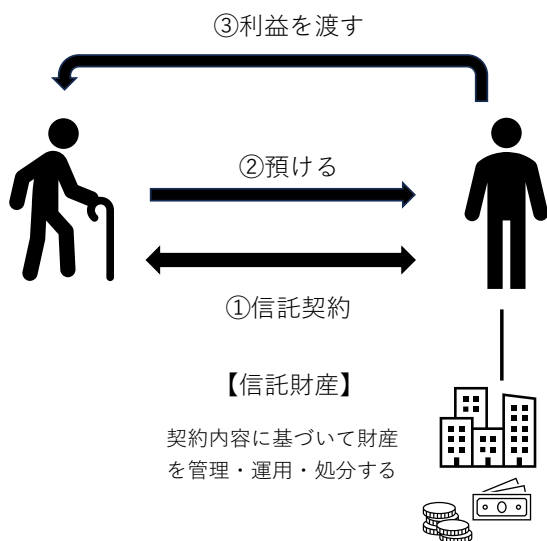 ③利益を渡す
②預ける
①信託契約
【信託財産】
契約内容に基づいて財産
を管理・運用・処分する